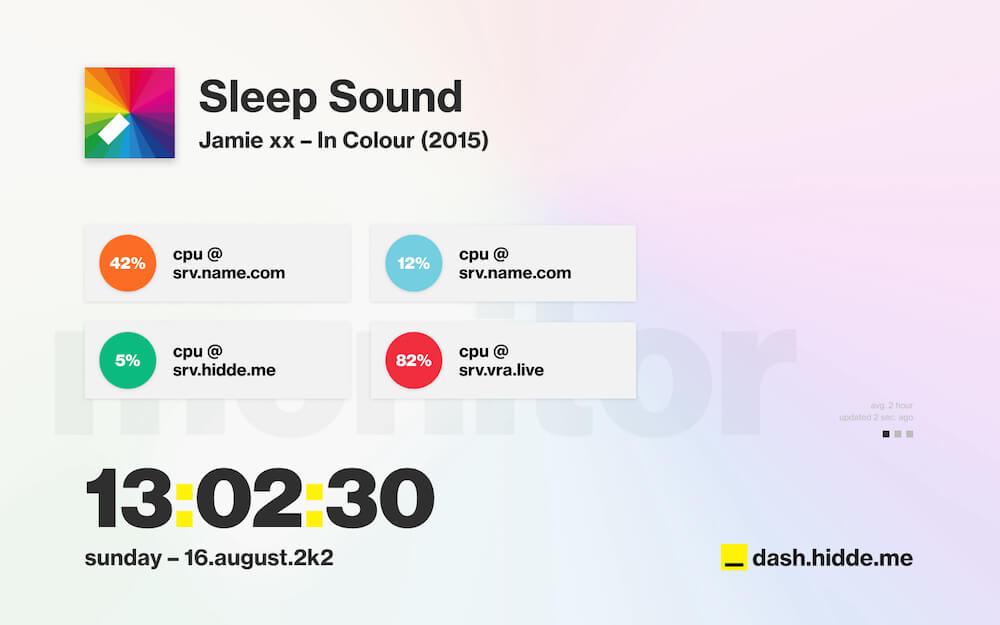 Sleep Sound
Jamie xx – In Colour (2015)
42%
cpu @
srv.name.com
12%
cpu @
srv.name.com
5%
cpu @
srv.hidde.me
82%
cpu @
srv.vra.live
monitor
avg. 2 hour
updated 2 sec. ago
13:02:30
sunday – 16.august.2k2
dash.hidde.me